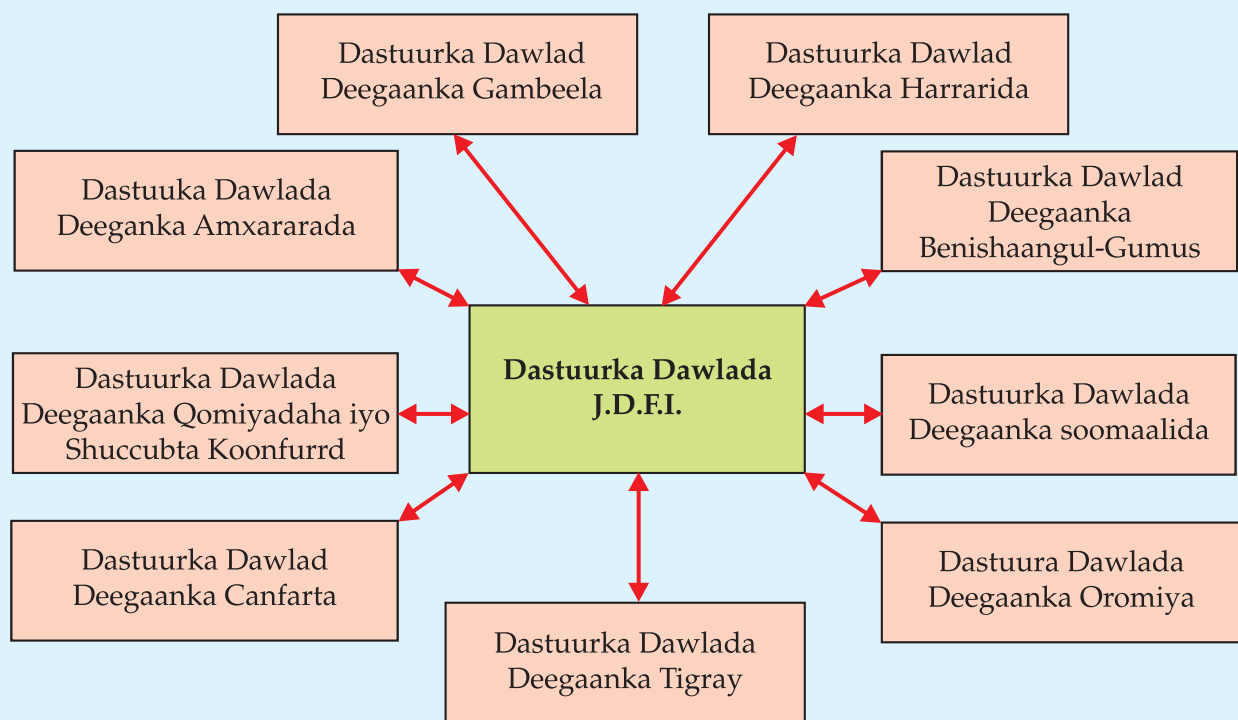 Dastuurka Dawlad
Deegaanka Gambeela
Dastuurka Dawlad
Deegaanka Harrarida
Dastuuka Dawlada
Deeganka Amxararada
Dastuurka Dawlad
Deegaanka
Benishaangul-Gumus
Dastuurka Dawlada
J.D.F.I.
Dastuurka Dawlada
Deegaanka Qomiyadaha iyo
Shuccubta Koonfurrd
Dastuurka Dawlada
Deegaanka soomaalida
Dastuurka Dawlad
Deegaanka Canfarta
Dastuura Dawlada
Deegaanka Oromiya
Dastuurka Dawlada
Deegaanka Tigray